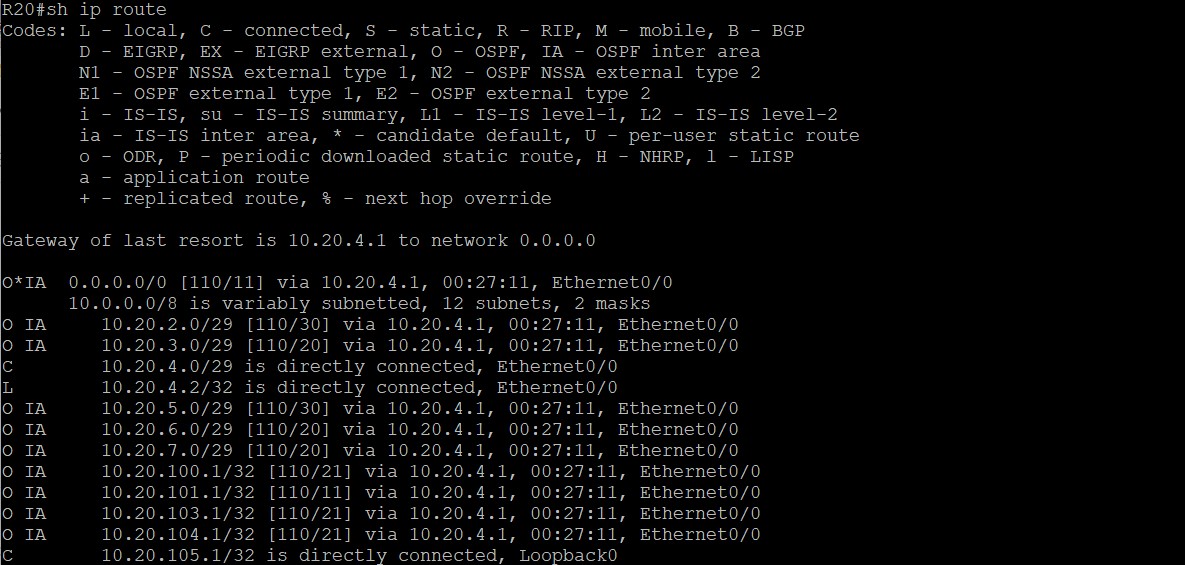 R20#sh ip route
Codes: L - local, C - connected, S - static, R - RIP, M - mobile, B - BGP
       D - EIGRP, EX - EIGRP external, O - OSPF, IA - OSPF inter area
       N1 - OSPF NSSA external type 1, N2 - OSPF NSSA external type 2
       E1 - OSPF external type 1, E2 - OSPF external type 2
       i - IS-IS, su - IS-IS summary, L1 - IS-IS level-1, L2 - IS-IS level-2
       ia - IS-IS inter area, * - candidate default, U - per-user static route
       o - ODR, P - periodic downloaded static route, H - NHRP, l - LISP
       a - application route
       + - replicated route, % - next hop override

Gateway of last resort is 10.20.4.1 to network 0.0.0.0

O*IA  0.0.0.0/0 [110/11] via 10.20.4.1, 00:27:11, Ethernet0/0
      10.0.0.0/8 is variably subnetted, 12 subnets, 2 masks
O IA     10.20.2.0/29 [110/30] via 10.20.4.1, 00:27:11, Ethernet0/0
O IA     10.20.3.0/29 [110/20] via 10.20.4.1, 00:27:11, Ethernet0/0
C        10.20.4.0/29 is directly connected, Ethernet0/0
L        10.20.4.2/32 is directly connected, Ethernet0/0
O IA     10.20.5.0/29 [110/30] via 10.20.4.1, 00:27:11, Ethernet0/0
O IA     10.20.6.0/29 [110/20] via 10.20.4.1, 00:27:11, Ethernet0/0
O IA     10.20.7.0/29 [110/20] via 10.20.4.1, 00:27:11, Ethernet0/0
O IA     10.20.100.1/32 [110/21] via 10.20.4.1, 00:27:11, Ethernet0/0
O IA     10.20.101.1/32 [110/11] via 10.20.4.1, 00:27:11, Ethernet0/0
O IA     10.20.103.1/32 [110/21] via 10.20.4.1, 00:27:11, Ethernet0/0
O IA     10.20.104.1/32 [110/21] via 10.20.4.1, 00:27:11, Ethernet0/0
C        10.20.105.1/32 is directly connected, Loopback0